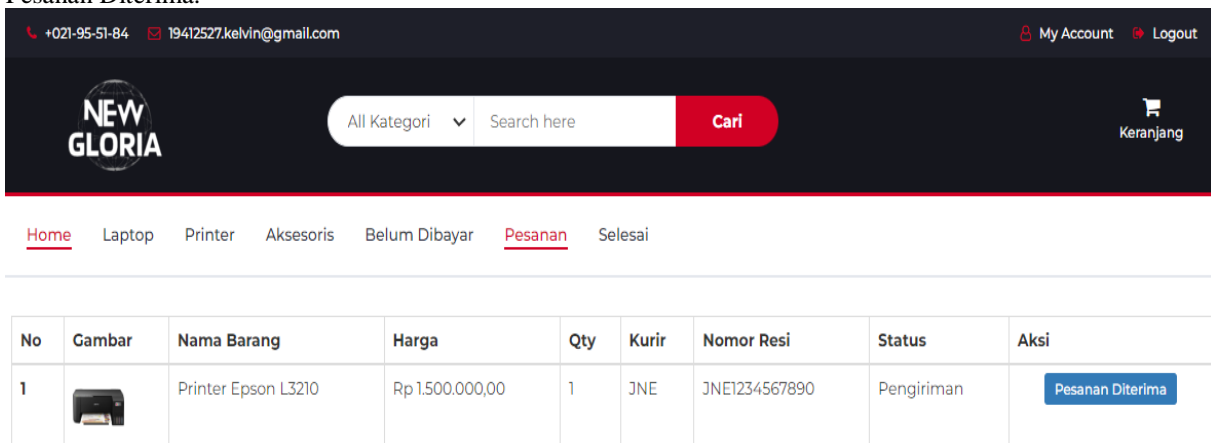 Pesanan Diterima.
+021-95-51-84 19412527.kelvin@gmail.com My Account Logout
NEW
GLORIA
All Kategori Search here Cari
Keranjang
Home Laptop Printer Aksesoris Belum Dibayar Pesanan Selesai
No Gambar Nama Barang Harga Qty Kurir Nomor Resi Status Aksi
1 Printer Epson L3210 Rp 1.500.000,00 1 JNE JNE1234567890 Pengiriman Pesanan Diterima